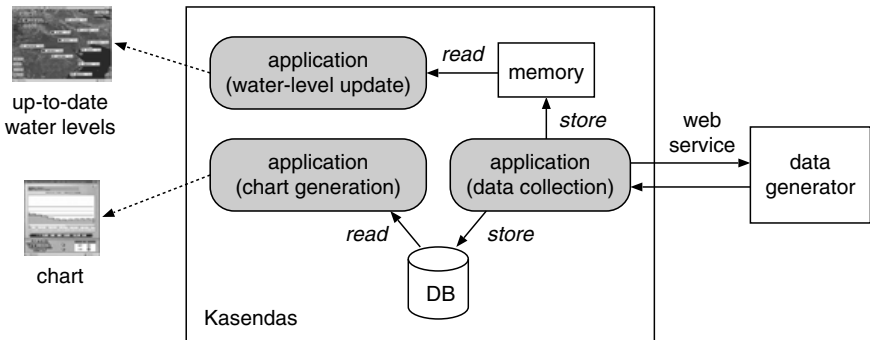 up-to-date
water levels
chart
application
(water-level update)
read
memory
store
application
(chart generation)
application
(data collection)
read
store
DB
Kasendas
web
service
data
generator